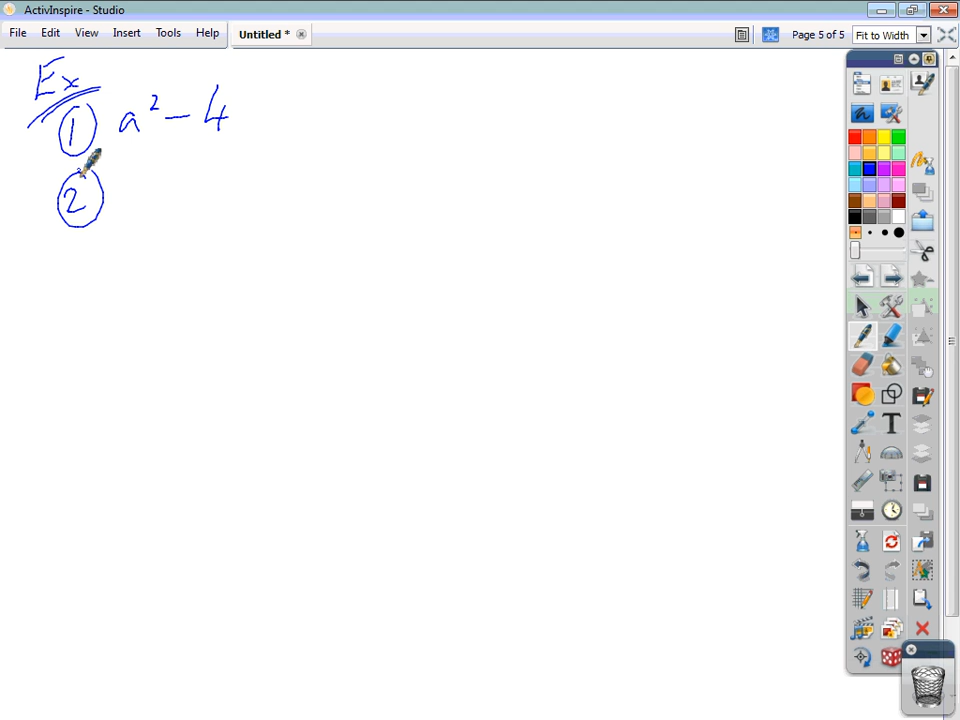 ActivInspire - Studio
File Edit View Insert Tools Help Untitled * Page 5 of 5 Fit to Width
Ex
① a² - 4
②